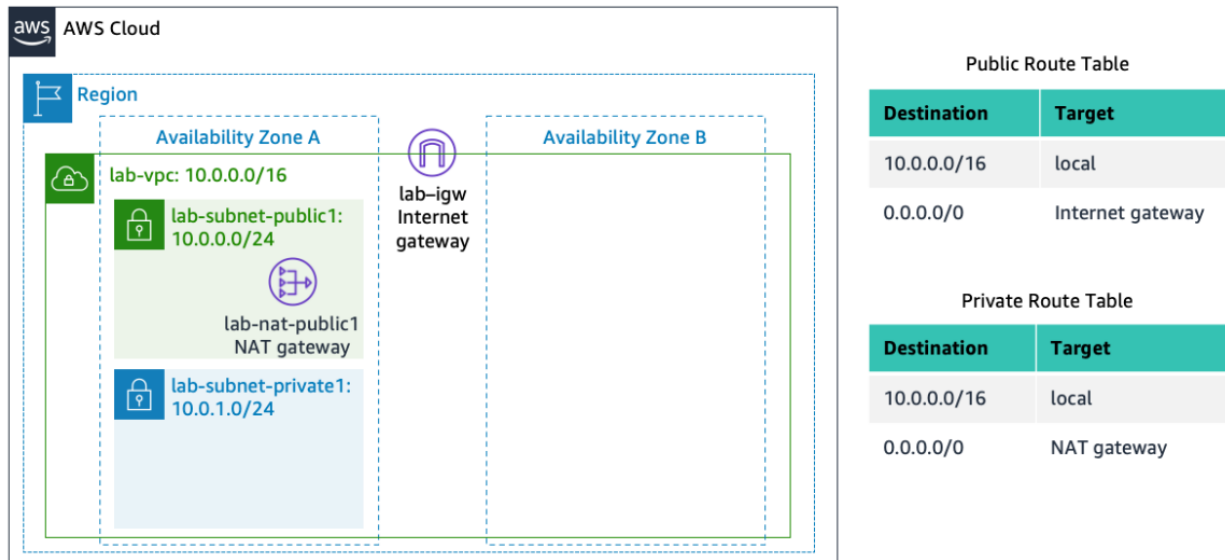 aws
AWS Cloud
Region
Availability Zone A
Availability Zone B
lab-vpc: 10.0.0.0/16
lab-igw
Internet
gateway
lab-subnet-public1:
10.0.0.0/24
lab-nat-public1
NAT gateway
lab-subnet-private1:
10.0.1.0/24
Public Route Table
Destination Target
10.0.0.0/16 local
0.0.0.0/0 Internet gateway
Private Route Table
Destination Target
10.0.0.0/16 local
0.0.0.0/0 NAT gateway